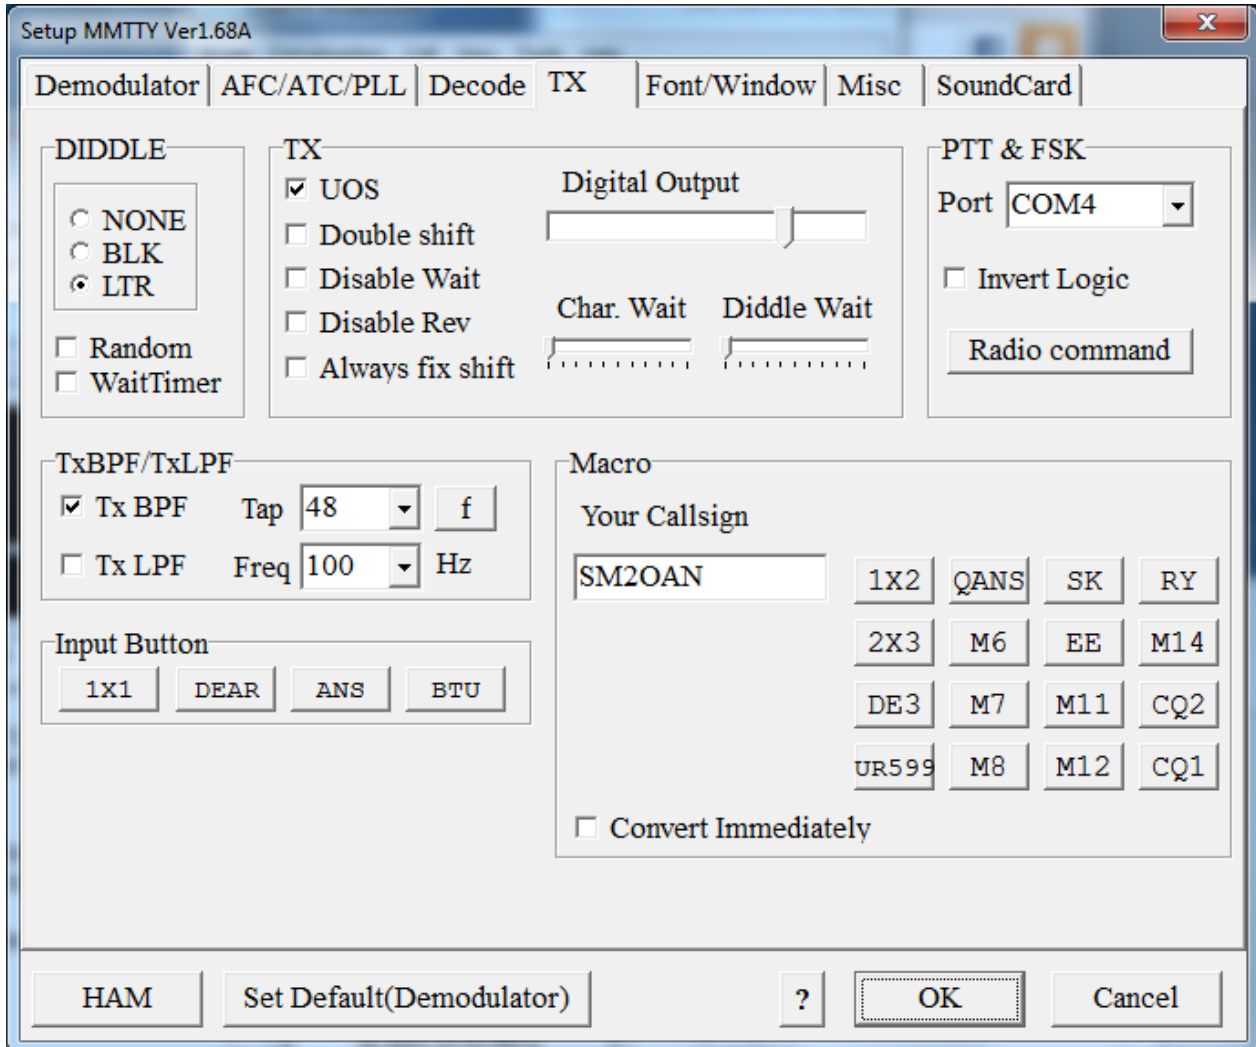 Setup MMTTY Ver1.68A
x
Demodulator AFC/ATC/PLL Decode TX Font/Window Misc SoundCard
DIDDLE
NONE
BLK
LTR
Random
WaitTimer
TX
UOS
Double shift
Disable Wait
Disable Rev
Always fix shift
Digital Output
Char. Wait Diddle Wait
PTT & FSK
Port COM4
Invert Logic
Radio command
TxBPF/TxLPF
Tx BPF Tap 48 f
Tx LPF Freq 100 Hz
Input Button
1X1 DEAR ANS BTU
Macro
Your Callsign
SM2OAN
1X2 QANS SK RY
2X3 M6 EE M14
DE3 M7 M11 CQ2
UR599 M8 M12 CQ1
Convert Immediately
HAM Set Default(Demodulator) ? OK Cancel